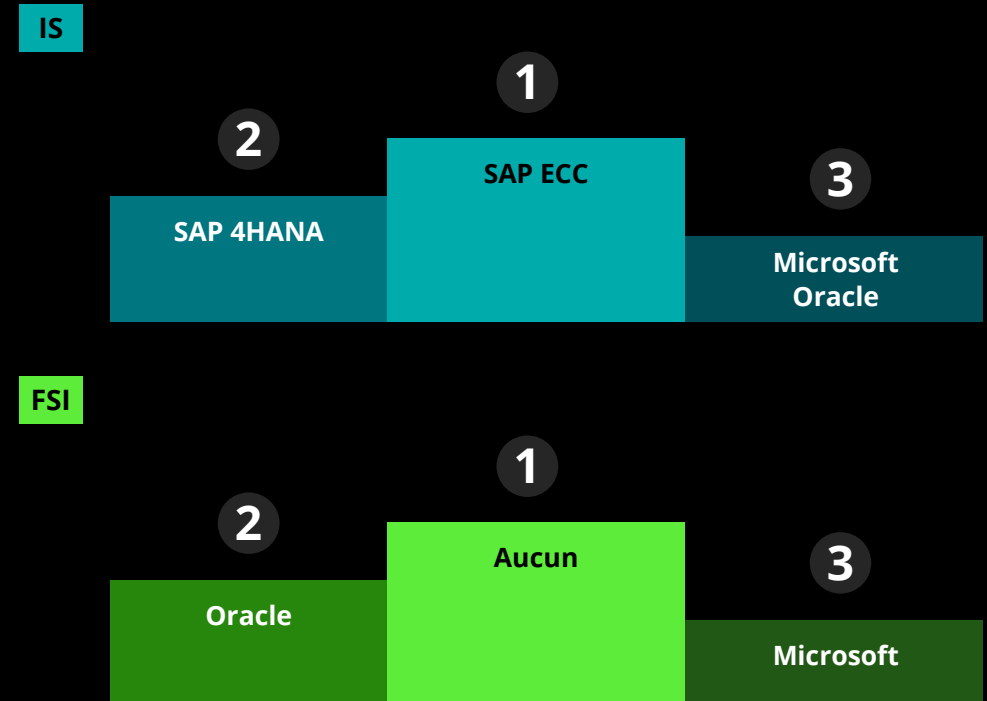 IS
1
2
SAP ECC
3
SAP 4HANA
Microsoft
Oracle
FSI
1
2
Aucun
3
Oracle
Microsoft